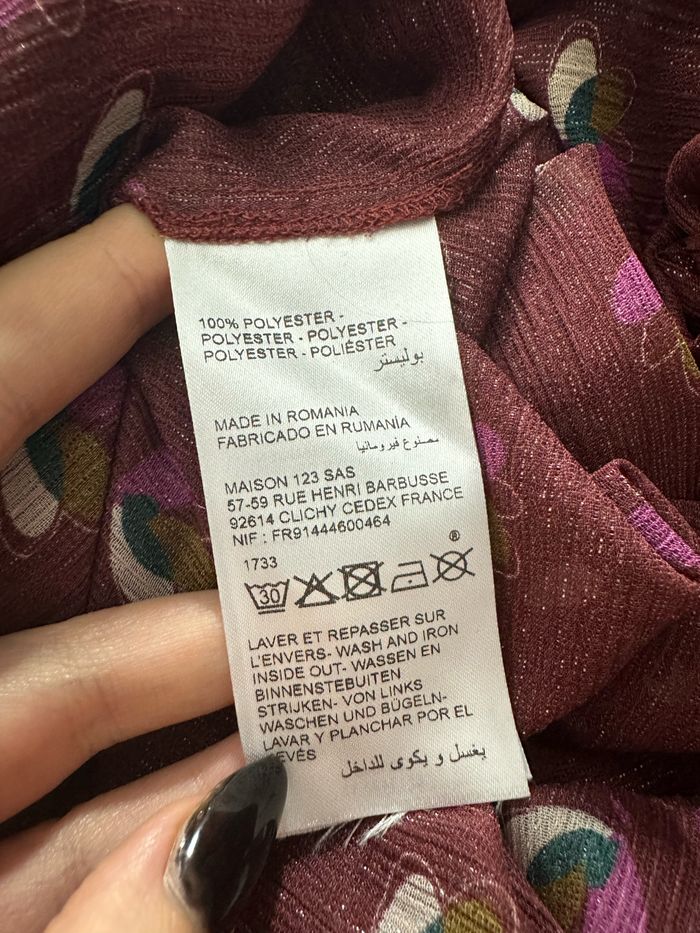 100% POLYESTER -
POLYESTER - POLYESTER -
POLYESTER - POLIÉSTER
بوليستر
MADE IN ROMANIA
FABRICADO EN RUMANÍA
مصنوع فيرومانيا
MAISON 123 SAS
57-59 RUE HENRI BARBUSSE
92614 CLICHY CEDEX FRANCE
NIF : FR91444600464
1733
®
30
LAVER ET REPASSER SUR
L'ENVERS- WASH AND IRON
INSIDE OUT- WASSEN EN
BINNENSTEBUITEN
STRIJKEN- VON LINKS
WASCHEN UND BÜGELN-
LAVAR Y PLANCHAR POR EL
يغسل و يكوى للداخل